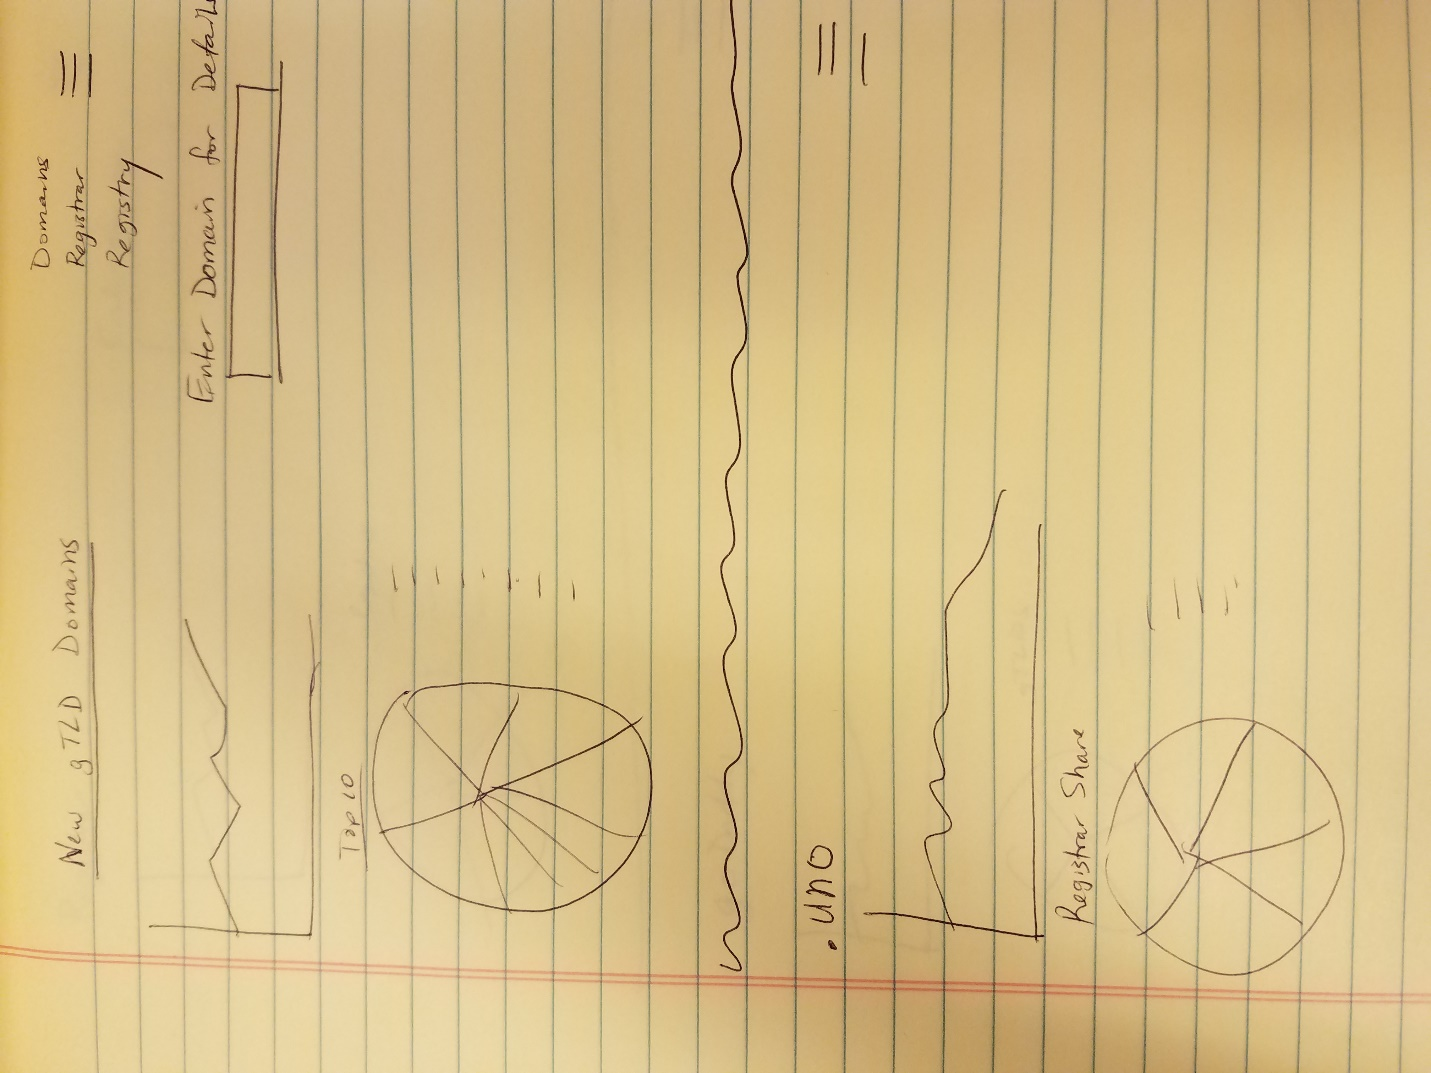 New gTLD Domains
Domains
Registrar
Registry
Enter Domain for Details
Top 10
.uno
Registrar Share